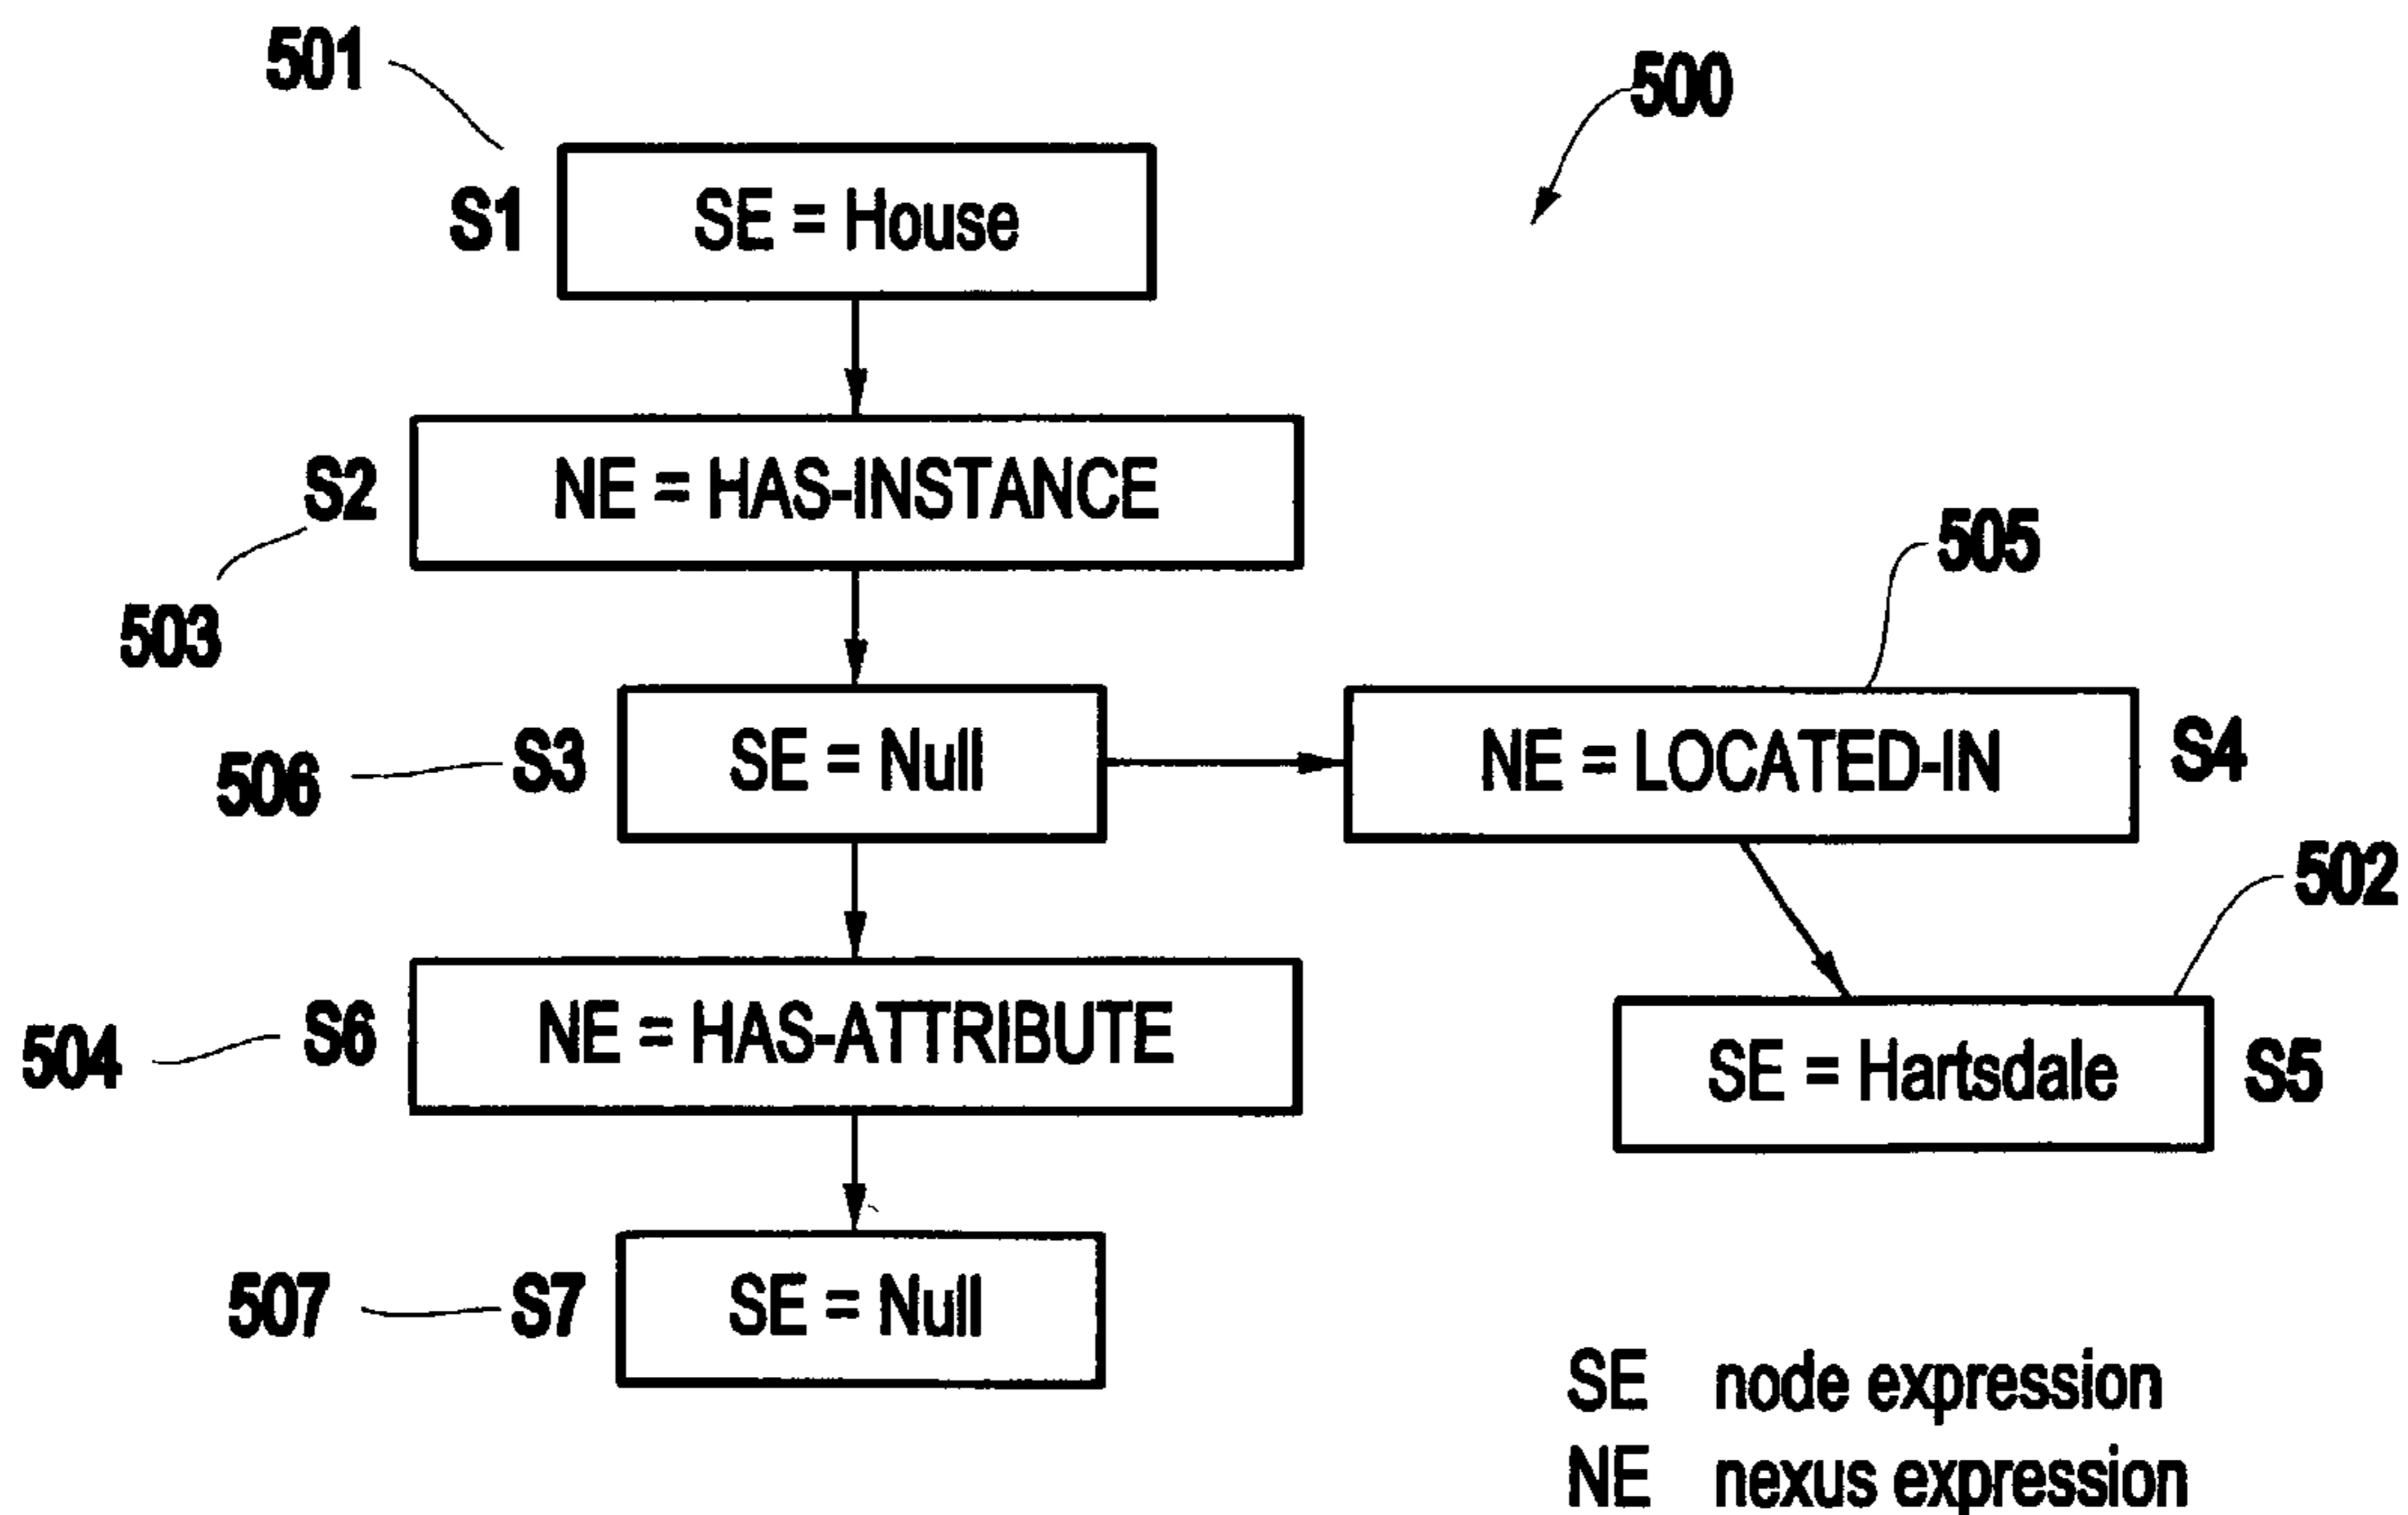 501
500
S1
SE = House
S2
NE = HAS-INSTANCE
503
505
506
S3
SE = Null
NE = LOCATED-IN
S4
502
504
S6
NE = HAS-ATTRIBUTE
SE = Hartsdale
S5
507
S7
SE = Null
SE node expression
NE nexus expression